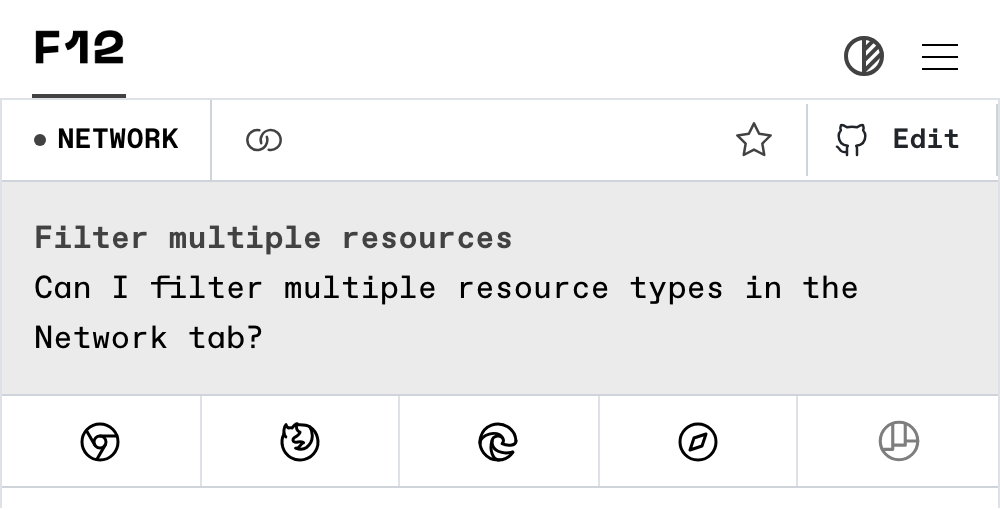 F12
NETWORK
Edit
Filter multiple resources
Can I filter multiple resource types in the
Network tab?